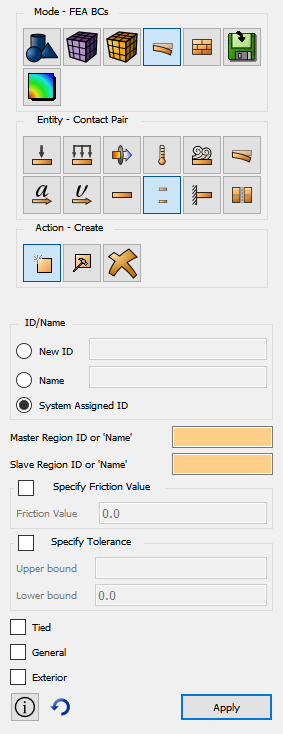 Mode - FEA BCs
Entity - Contact Pair
a
v
Action - Create
ID/Name
New ID
Name
System Assigned ID
Master Region ID or 'Name'
Slave Region ID or 'Name'
Specify Friction Value
Friction Value 0.0
Specify Tolerance
Upper bound
Lower bound 0.0
Tied
General
Exterior
i
Apply